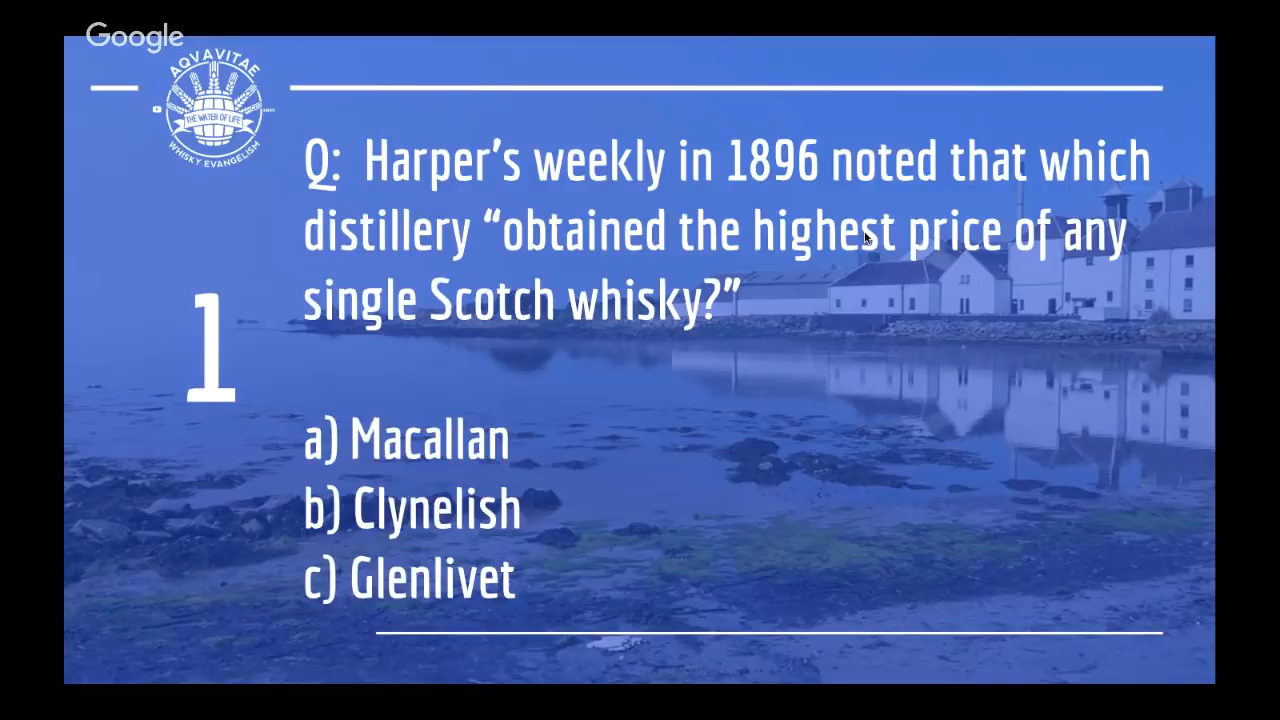 Google
AQVAVITAE
THE WATER OF LIFE
WHISKY EVANGELISM
Q: Harper's weekly in 1896 noted that which
distillery “obtained the highest price of any
single Scotch whisky?”
1
a) Macallan
b) Clynelish
c) Glenlivet